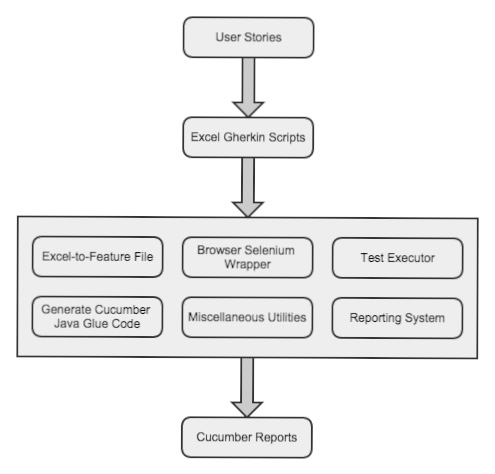 User Stories
Excel Gherkin Scripts
Excel-to-Feature File
Browser Selenium
Wrapper
Test Executor
Generate Cucumber
Java Glue Code
Miscellaneous Utilities
Reporting System
Cucumber Reports